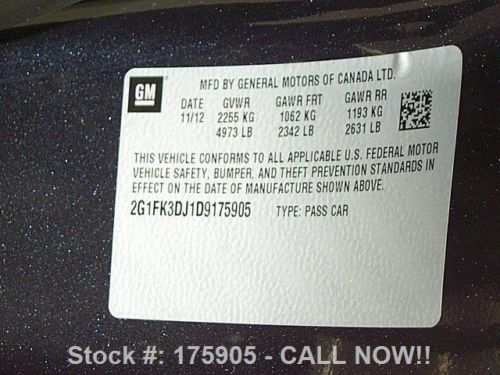 GM
MFD BY GENERAL MOTORS OF CANADA LTD.
DATE GVWR GAWR FRT GAWR RR
11/12 2255 KG 1062 KG 1193 KG
4973 LB 2342 LB 2631 LB
THIS VEHICLE CONFORMS TO ALL APPLICABLE U.S. FEDERAL MOTOR
VEHICLE SAFETY, BUMPER, AND THEFT PREVENTION STANDARDS IN
EFFECT ON THE DATE OF MANUFACTURE SHOWN ABOVE.
2G1FK3DJ1D9175905 TYPE: PASS CAR
Stock #: 175905 - CALL NOW!!